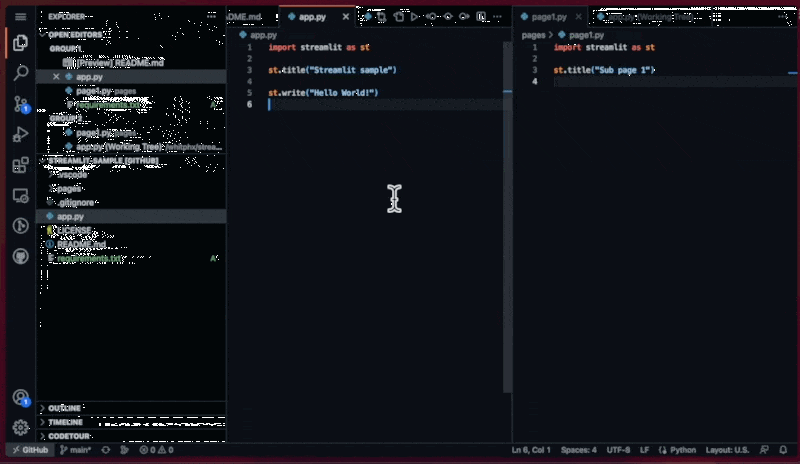 EXPLORER
OPEN EDITORS
GROUP 1
[Preview] README.md
app.py
page1.py pages
requirements.txt A
page1.py pages
app.py (Working Tree)
STREAMLIT-SAMPLE [GITHUB]
.vscode
pages
.gitignore
app.py
LICENSE
README.md
requirements.txt A
OUTLINE
TIMELINE
CODETOUR
DME.md
app.py
app.py
1 import streamlit as st
2
3 st.title("Streamlit sample")
4
5 st.write("Hello World!")
6
page1.py
app.py (Working Tree)
pages > page1.py
1 import streamlit as st
2
3 st.title("Sub page 1")
4
1
1
GitHub main* 0 0 Ln 6, Col 1 Spaces: 4 UTF-8 LF Python Layout: U.S.